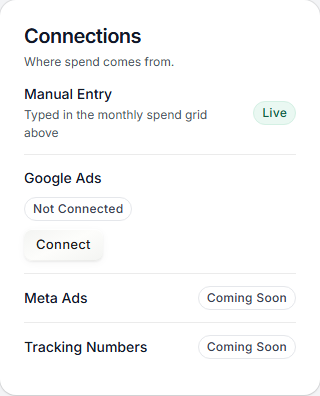 Connections
Where spend comes from.
Manual Entry
Typed in the monthly spend grid
above
Live
Google Ads
Not Connected
Connect
Meta Ads
Coming Soon
Tracking Numbers
Coming Soon